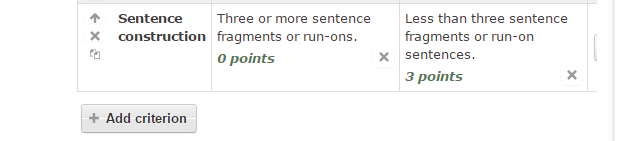 Sentence
construction
Three or more sentence
fragments or run-ons.
0 points
Less than three sentence
fragments or run-on
sentences.
3 points
Add criterion